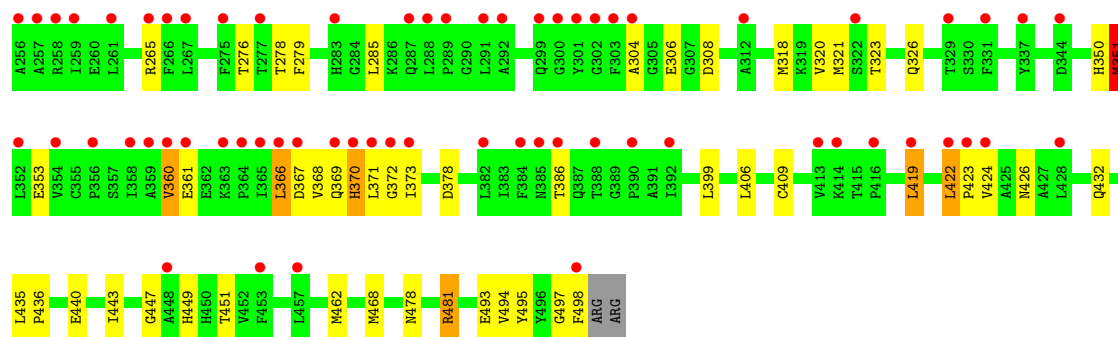 A256 A257 R258 I259 E260 L261 R265 F266 L267 F275 T276 T277 T278 F279 H283 G284 L285 K286 Q287 L288 P289 G290 L291 A292 Q299 G300 Y301 G302 F303 A304 G305 E306 G307 D308 A312 M318 K319 V320 M321 S322 T323 Q326 T329 S330 F331 Y337 D344 H350 M351
L352 E353 V354 C355 P356 S357 I358 A359 V360 E361 E362 K363 P364 I365 L366 D367 V368 Q369 H370 L371 G372 I373 D378 L382 I383 F384 N385 T386 Q387 T388 G389 P390 A391 I392 L399 L406 C409 V413 K414 T415 P416 L419 L422 P423 V424 A425 N426 A427 L428 Q432
L435 P436 E440 I443 G447 A448 H449 H450 T451 V452 F453 L457 M462 M468 N478 R481 E493 V494 Y495 Y496 G497 F498 ARG ARG